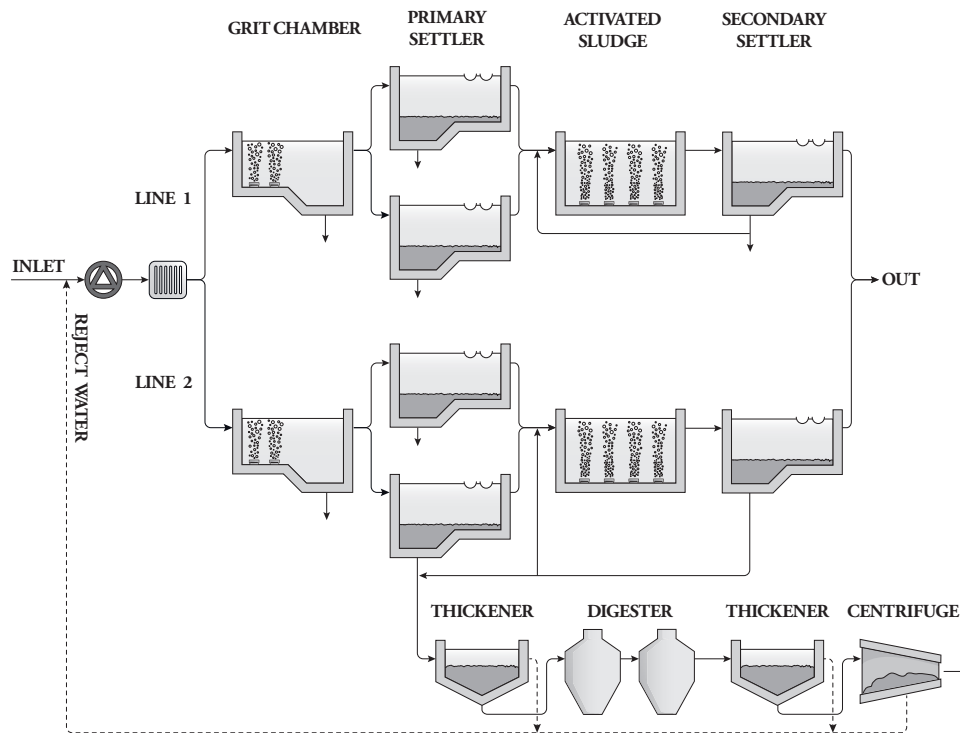 GRIT CHAMBER
PRIMARY
SETTLER
ACTIVATED
SLUDGE
SECONDARY
SETTLER
LINE 1
INLET
OUT
REJECT WATER
LINE 2
THICKENER
DIGESTER
THICKENER
CENTRIFUGE